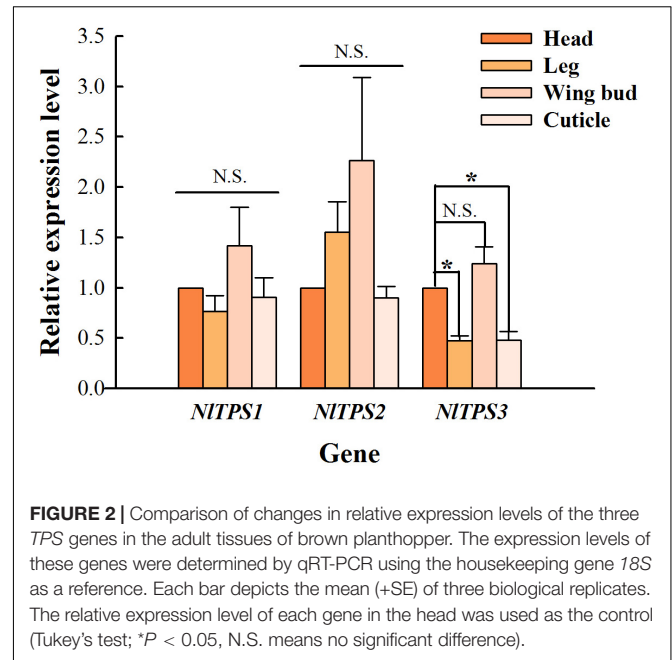 3.5
3.0
2.5
2.0
1.5
1.0
0.5
0.0
Relative expression level
N.S.
N.S.
*
N.S.
*
Head
Leg
Wing bud
Cuticle
NlTPS1 NlTPS2 NlTPS3
Gene
FIGURE 2 | Comparison of changes in relative expression levels of the three
TPS genes in the adult tissues of brown planthopper. The expression levels of
these genes were determined by qRT-PCR using the housekeeping gene 18S
as a reference. Each bar depicts the mean (+SE) of three biological replicates.
The relative expression level of each gene in the head was used as the control
(Tukey's test; *P < 0.05, N.S. means no significant difference).